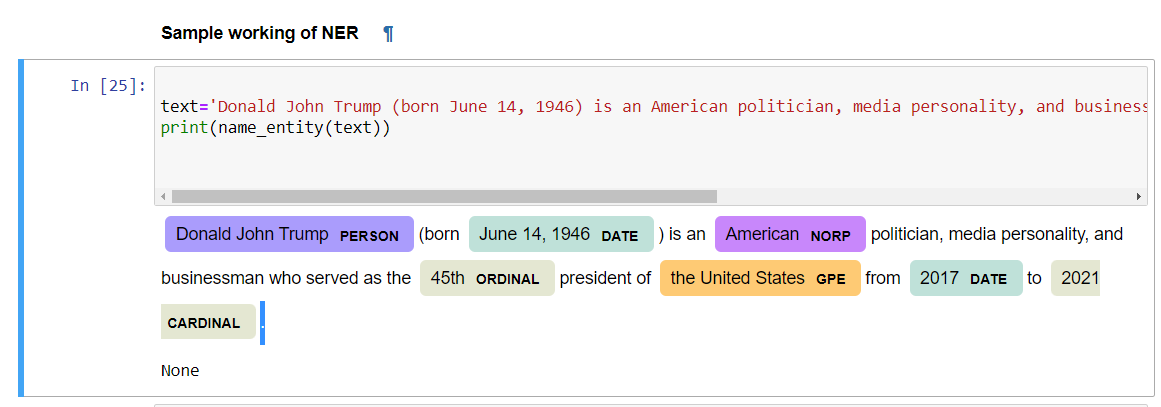 Sample working of NER ¶
In [25]:
text='Donald John Trump (born June 14, 1946) is an American politician, media personality, and business
print(name_entity(text))
Donald John Trump PERSON (born June 14, 1946 DATE ) is an American NORP politician, media personality, and
businessman who served as the 45th ORDINAL president of the United States GPE from 2017 DATE to 2021
CARDINAL .
None